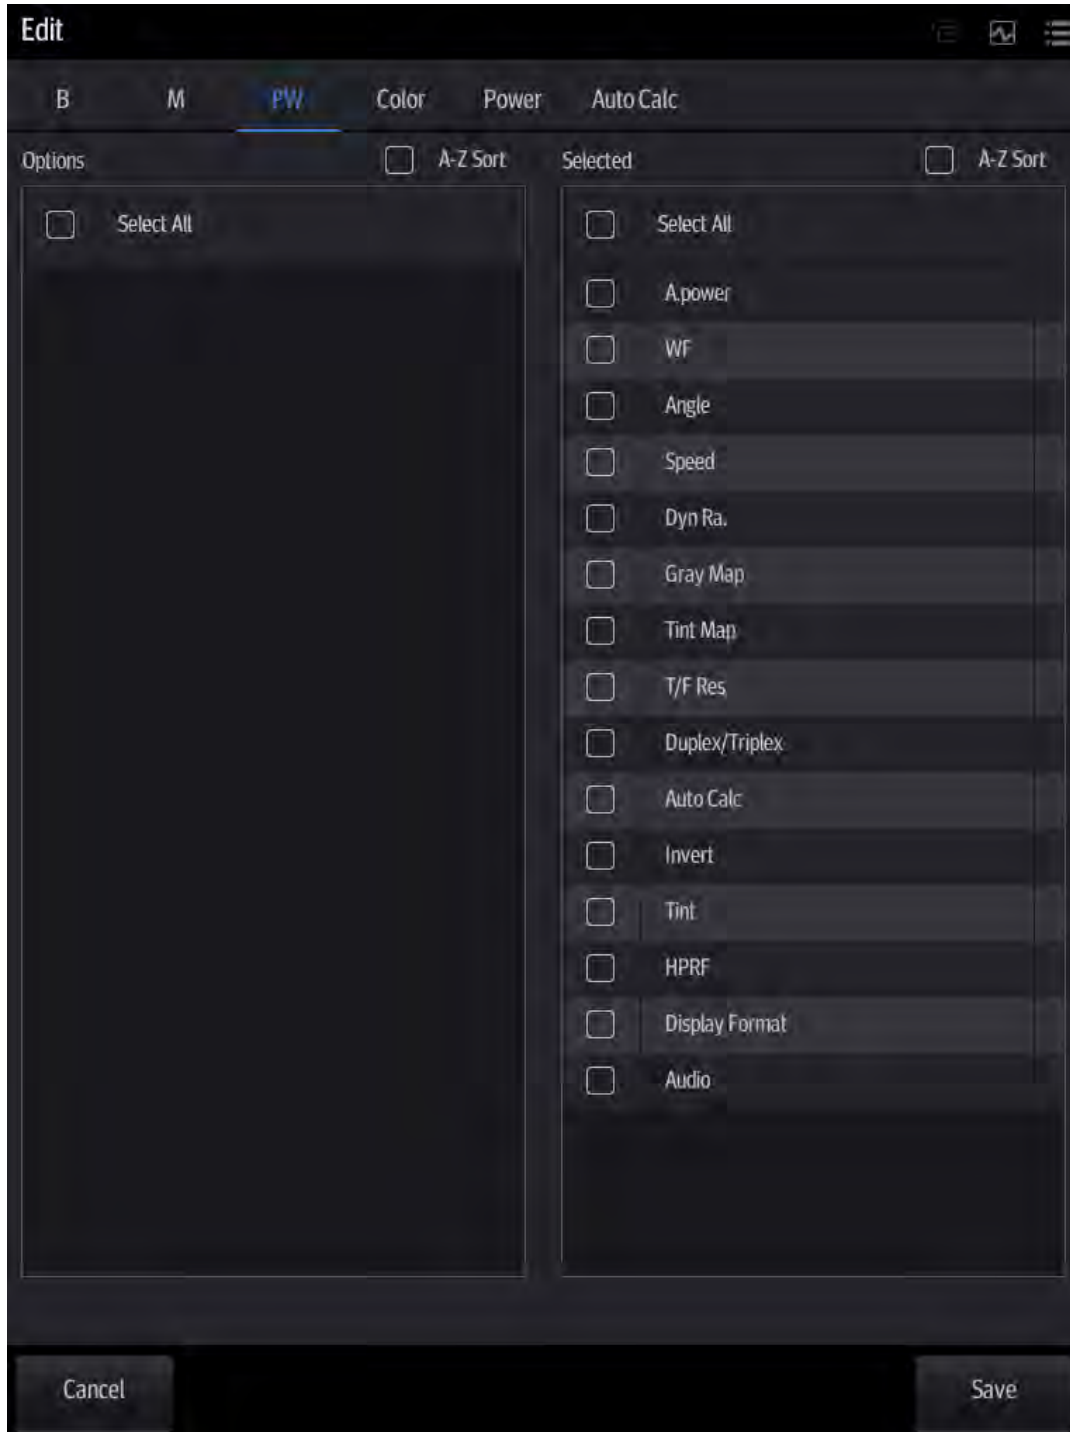 Edit
B M PW Color Power Auto Calc
Options A-Z Sort Selected A-Z Sort
Select All Select All
A.power
WF
Angle
Speed
Dyn Ra.
Gray Map
Tint Map
T/F Res
Duplex/Triplex
Auto Calc
Invert
Tint
HPRF
Display Format
Audio
Cancel Save